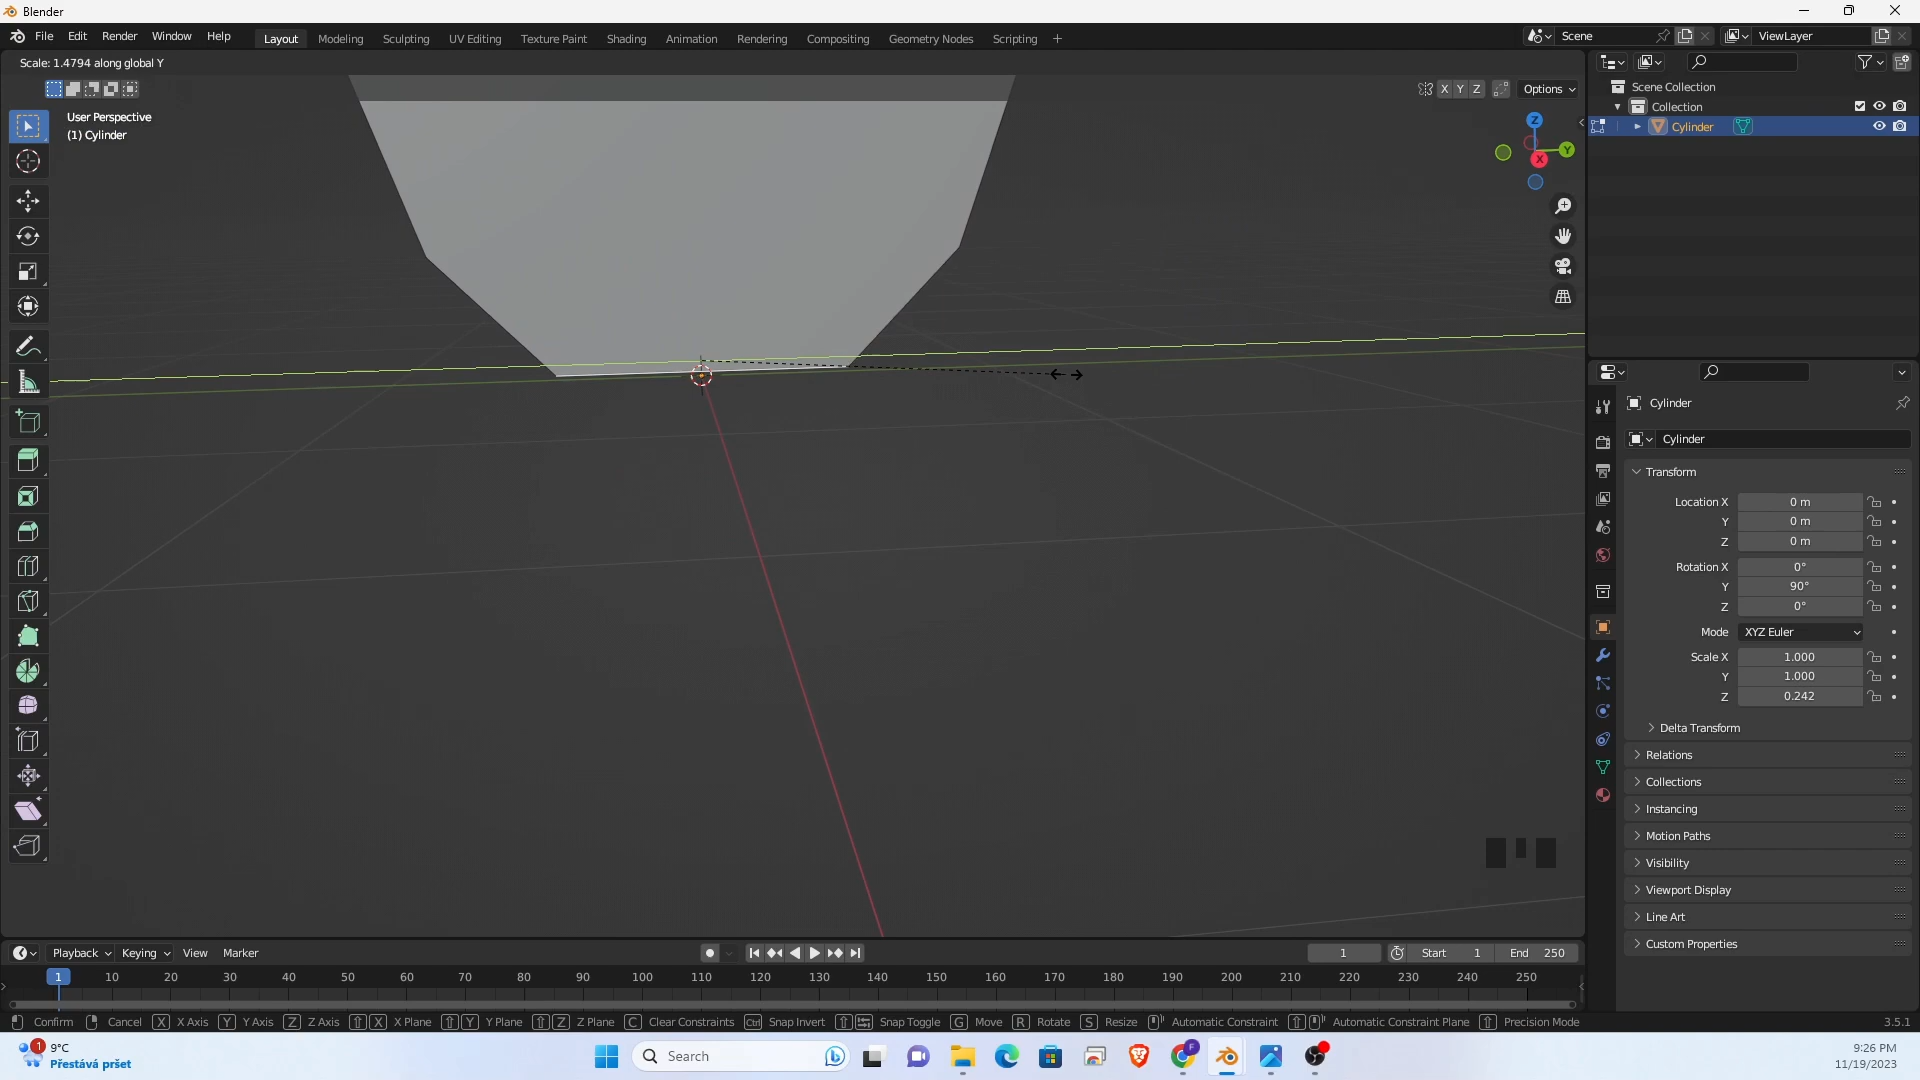 Blender
File Edit Render Window Help Layout Modeling Sculpting UV Editing Texture Paint Shading Animation Rendering Compositing Geometry Nodes Scripting + Scene ViewLayer
Scale: 1.4794 along global Y
X Y Z Options
User Perspective
(1) Cylinder
Z
Y
X
Scene Collection
Collection
Cylinder
Cylinder
Cylinder
Transform
Location X 0 m
Y 0 m
Z 0 m
Rotation X 0°
Y 90°
Z 0°
Mode XYZ Euler
Scale X 1.000
Y 1.000
Z 0.242
Delta Transform
Relations
Collections
Instancing
Motion Paths
Visibility
Viewport Display
Line Art
Custom Properties
Playback Keying View Marker 1 Start 1 End 250
1 10 20 30 40 50 60 70 80 90 100 110 120 130 140 150 160 170 180 190 200 210 220 230 240 250
Confirm Cancel X X Axis Y Y Axis Z Z Axis X X Plane Y Y Plane Z Z Plane C Clear Constraints Ctrl Snap Invert Snap Toggle G Move R Rotate S Resize Automatic Constraint Automatic Constraint Plane Precision Mode 3.5.1
1 9°C
Přestává pršet
Search
F
9:26 PM
11/19/2023